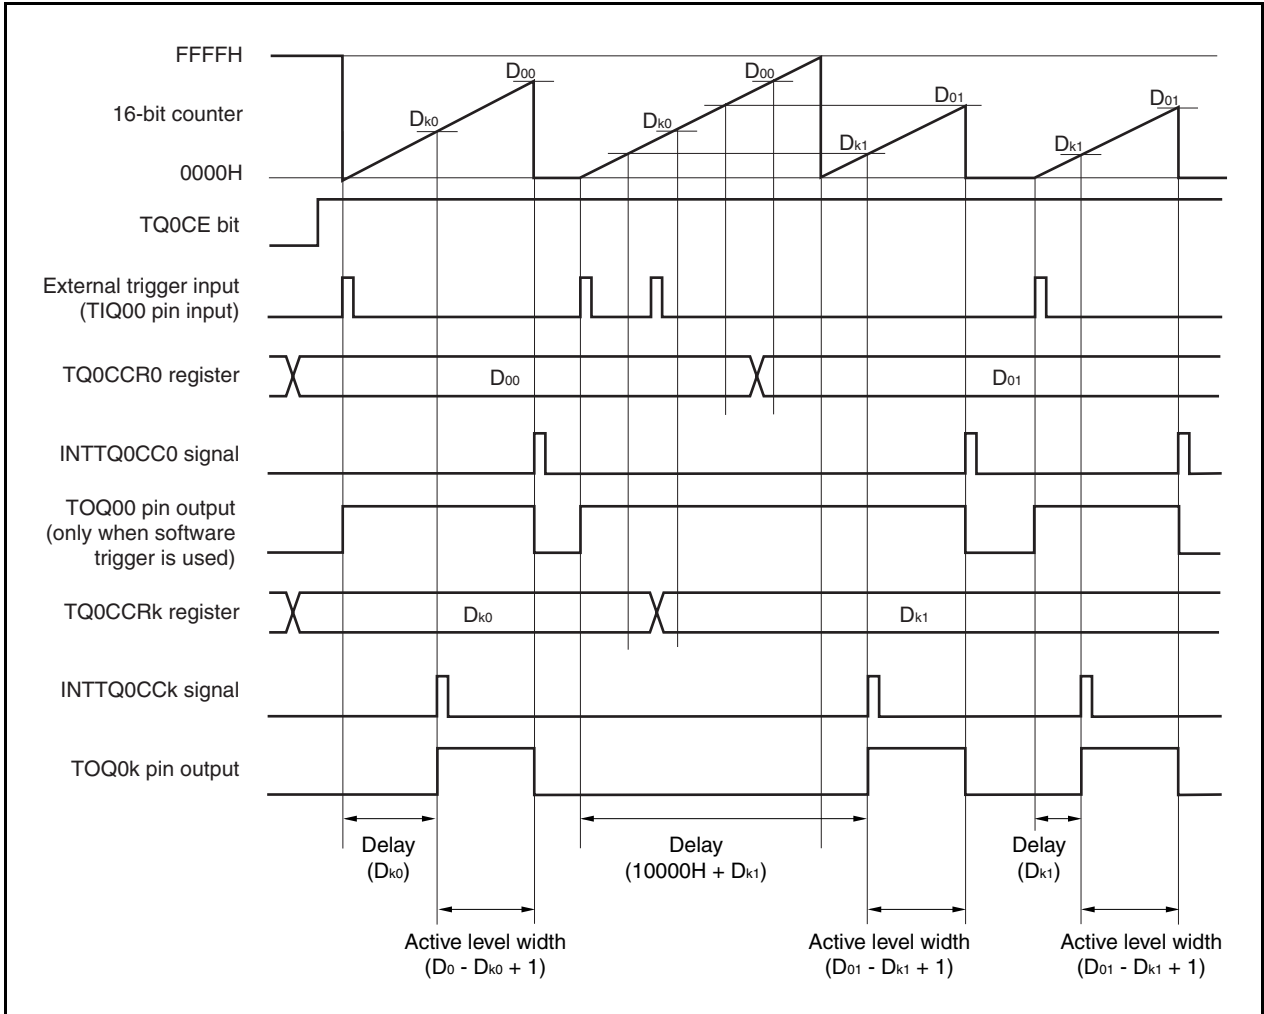 FFFFH
D00
D00
16-bit counter
Dk0
Dk0
D01
D01
Dk1
Dk1
0000H
TQ0CE bit
External trigger input
(TIQ00 pin input)
TQ0CCR0 register
D00
D01
INTTQ0CC0 signal
TOQ00 pin output
(only when software
trigger is used)
TQ0CCRk register
Dk0
Dk1
INTTQ0CCk signal
TOQ0k pin output
Delay
(Dk0)
Delay
(10000H + Dk1)
Delay
(Dk1)
Active level width
(D0 - Dk0 + 1)
Active level width
(D01 - Dk1 + 1)
Active level width
(D01 - Dk1 + 1)